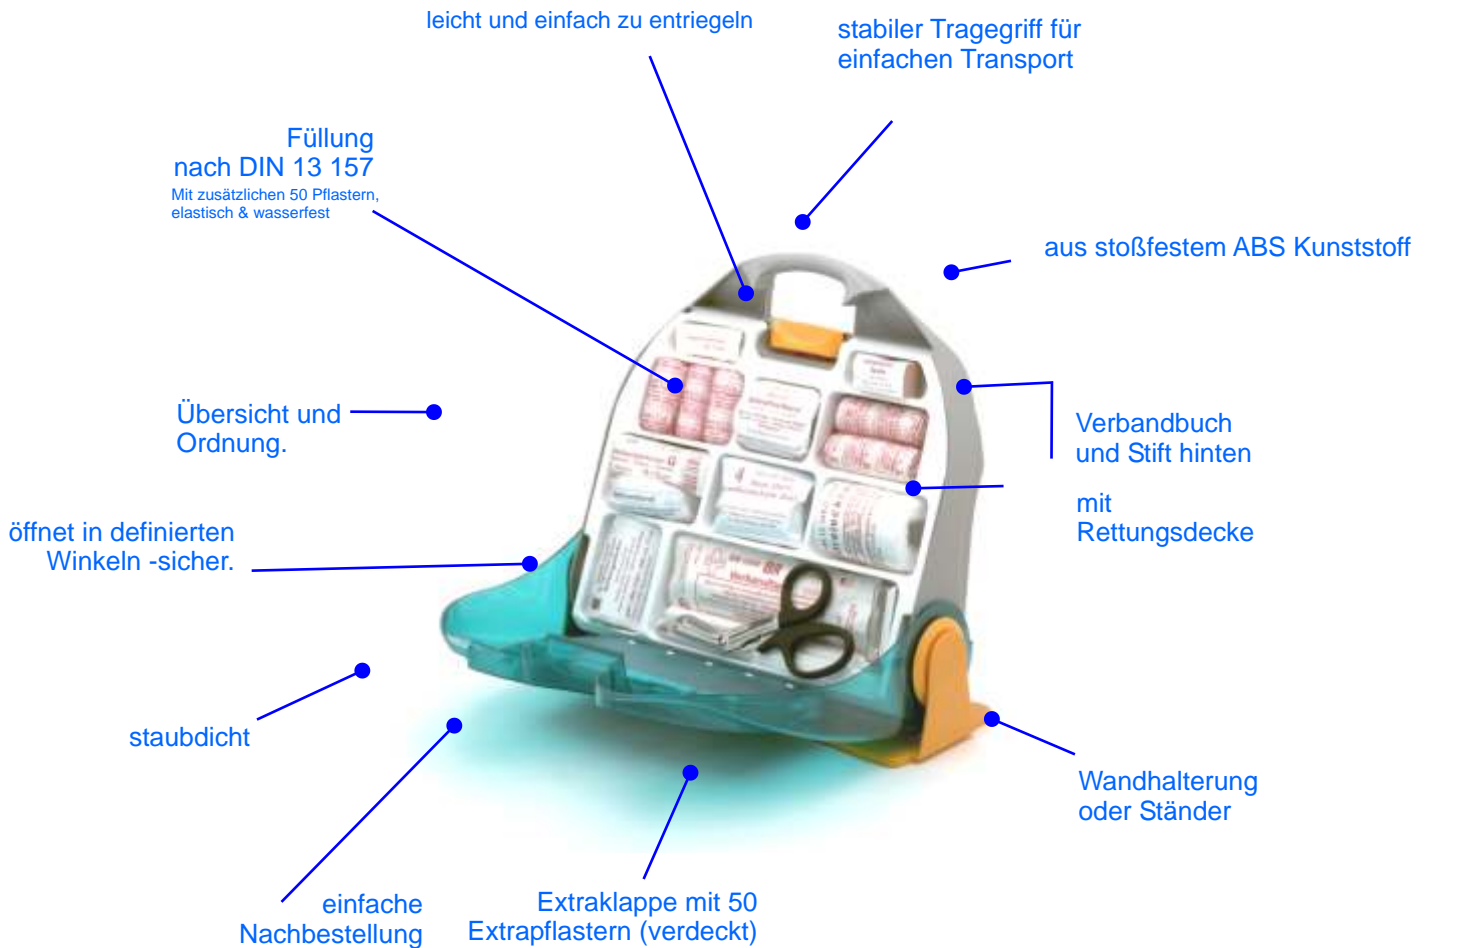 leicht und einfach zu entriegeln
stabiler Tragegriff für
einfachen Transport
Füllung
nach DIN 13 157
Mit zusätzlichen 50 Pflastern,
elastisch & wasserfest
aus stoßfestem ABS Kunststoff
Übersicht und
Ordnung.
Verbandbuch
und Stift hinten
mit
Rettungsdecke
öffnet in definierten
Winkeln -sicher.
staubdicht
Wandhalterung
oder Ständer
einfache
Nachbestellung
Extraklappe mit 50
Extrapflastern (verdeckt)